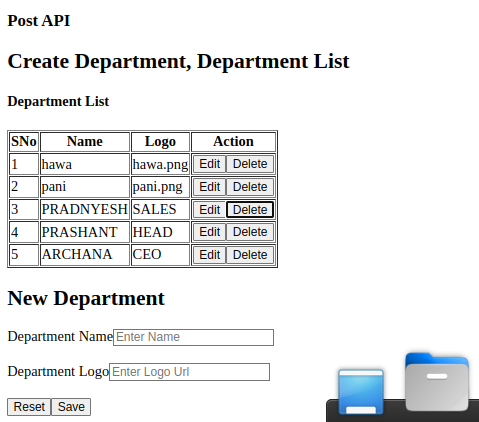 Post API
Create Department, Department List
Department List
SNo Name Logo Action
1 hawa hawa.png Edit Delete
2 pani pani.png Edit Delete
3 PRADNYESH SALES Edit Delete
4 PRASHANT HEAD Edit Delete
5 ARCHANA CEO Edit Delete
New Department
Department Name Enter Name
Department Logo Enter Logo Url
Reset Save